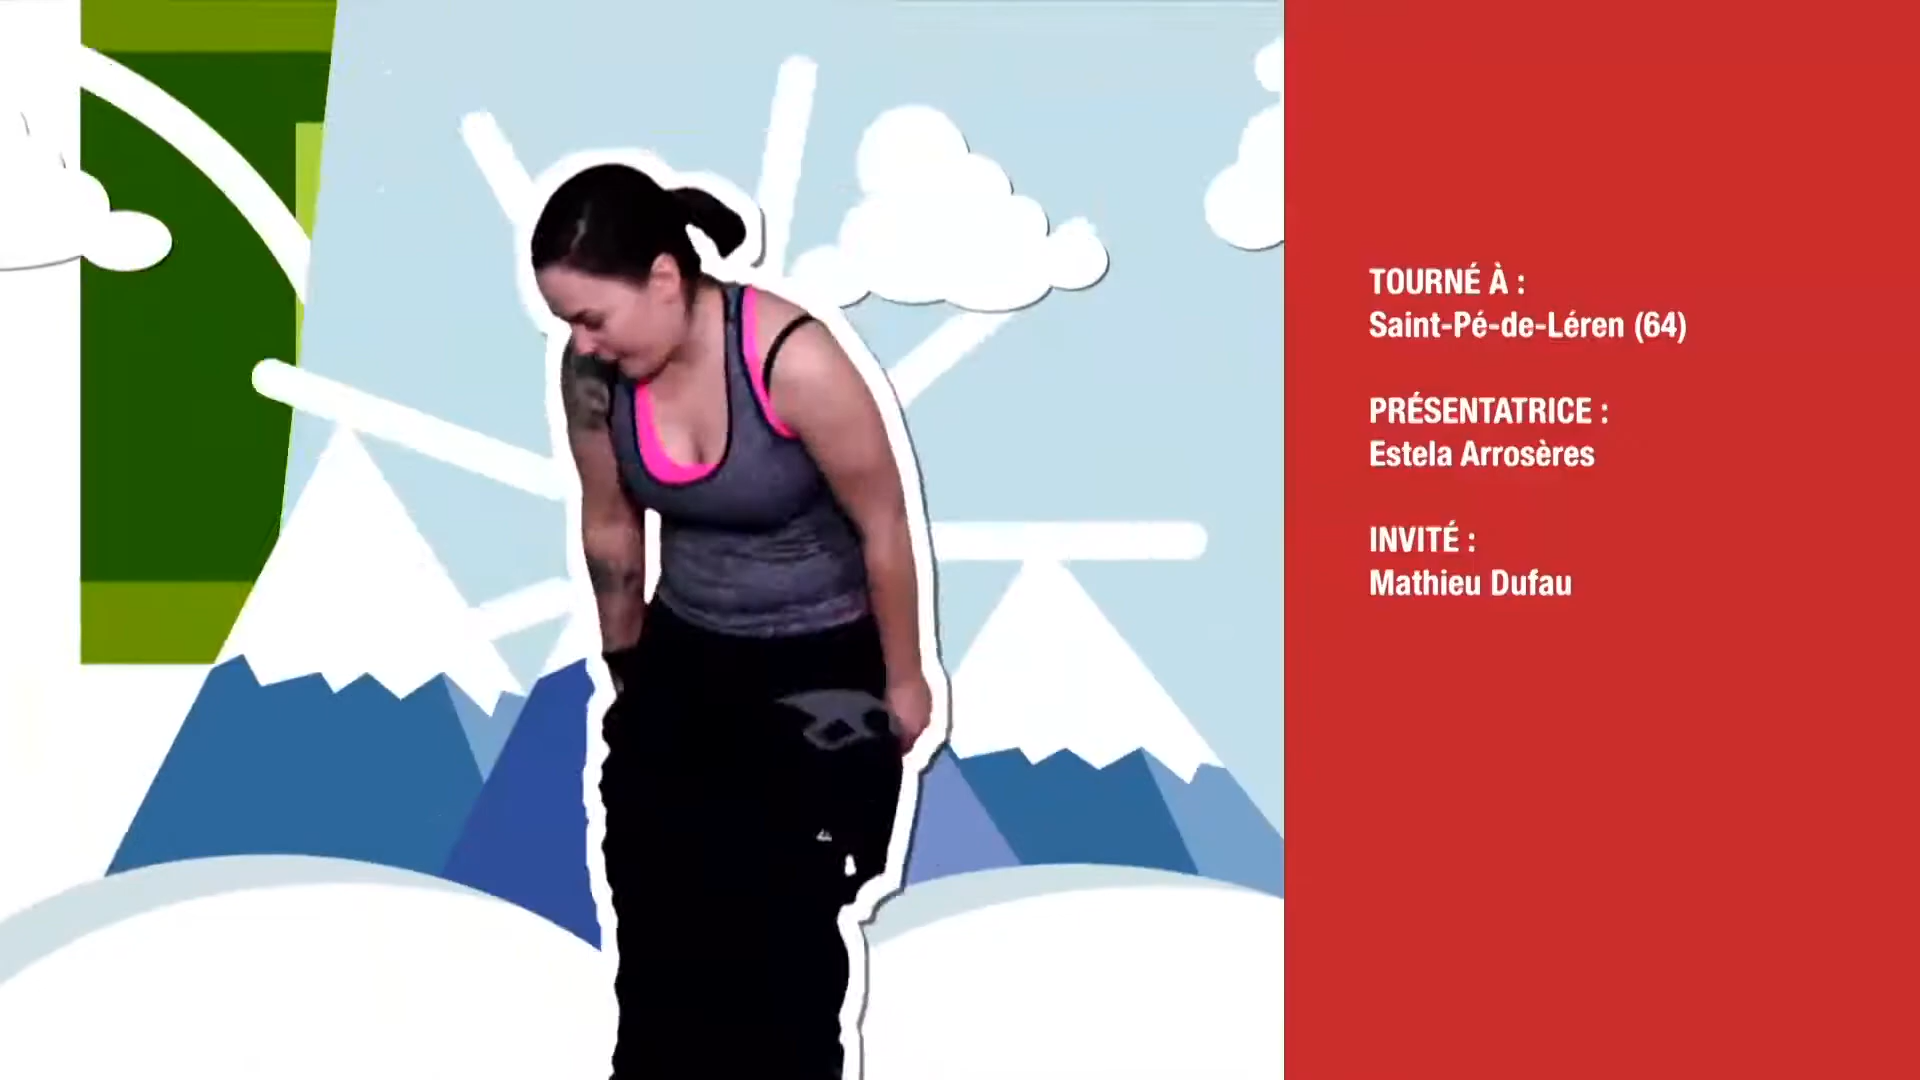 TOURNÉ À :
Saint-Pé-de-Léren (64)
PRÉSENTATRICE :
Estela Arrosères
INVITÉ :
Mathieu Dufau